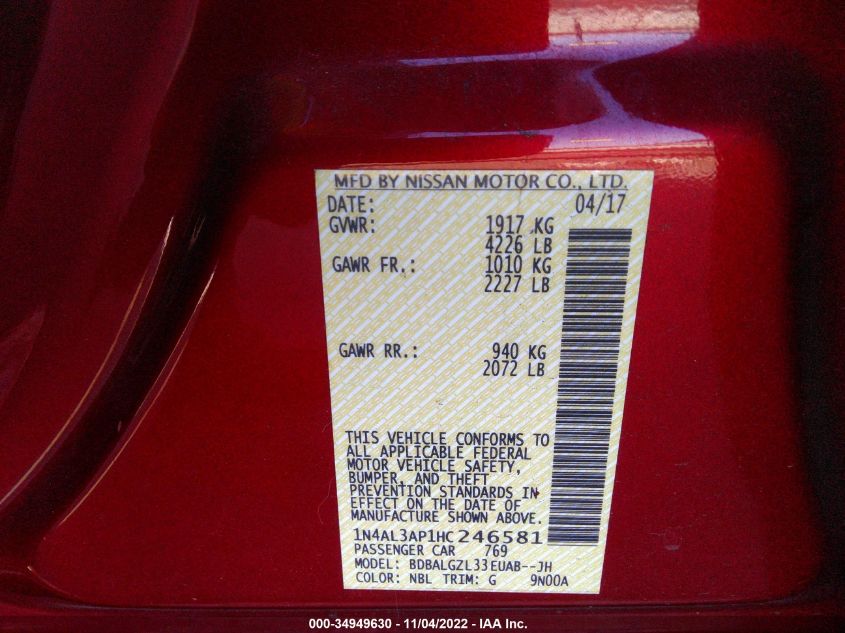 MFD BY NISSAN MOTOR CO., LTD.
DATE: 04/17
GVWR: 1917 KG
4226 LB
GAWR FR.: 1010 KG
2227 LB
GAWR RR.: 940 KG
2072 LB
THIS VEHICLE CONFORMS TO
ALL APPLICABLE FEDERAL
MOTOR VEHICLE SAFETY,
BUMPER, AND THEFT
PREVENTION STANDARDS IN
EFFECT ON THE DATE OF
MANUFACTURE SHOWN ABOVE.
1N4AL3AP1HC246581
PASSENGER CAR 769
MODEL: BDBALGZL33EUAB--JH
COLOR: NBL TRIM: G 9N00A
000-34949630 - 11/04/2022 - IAA Inc.